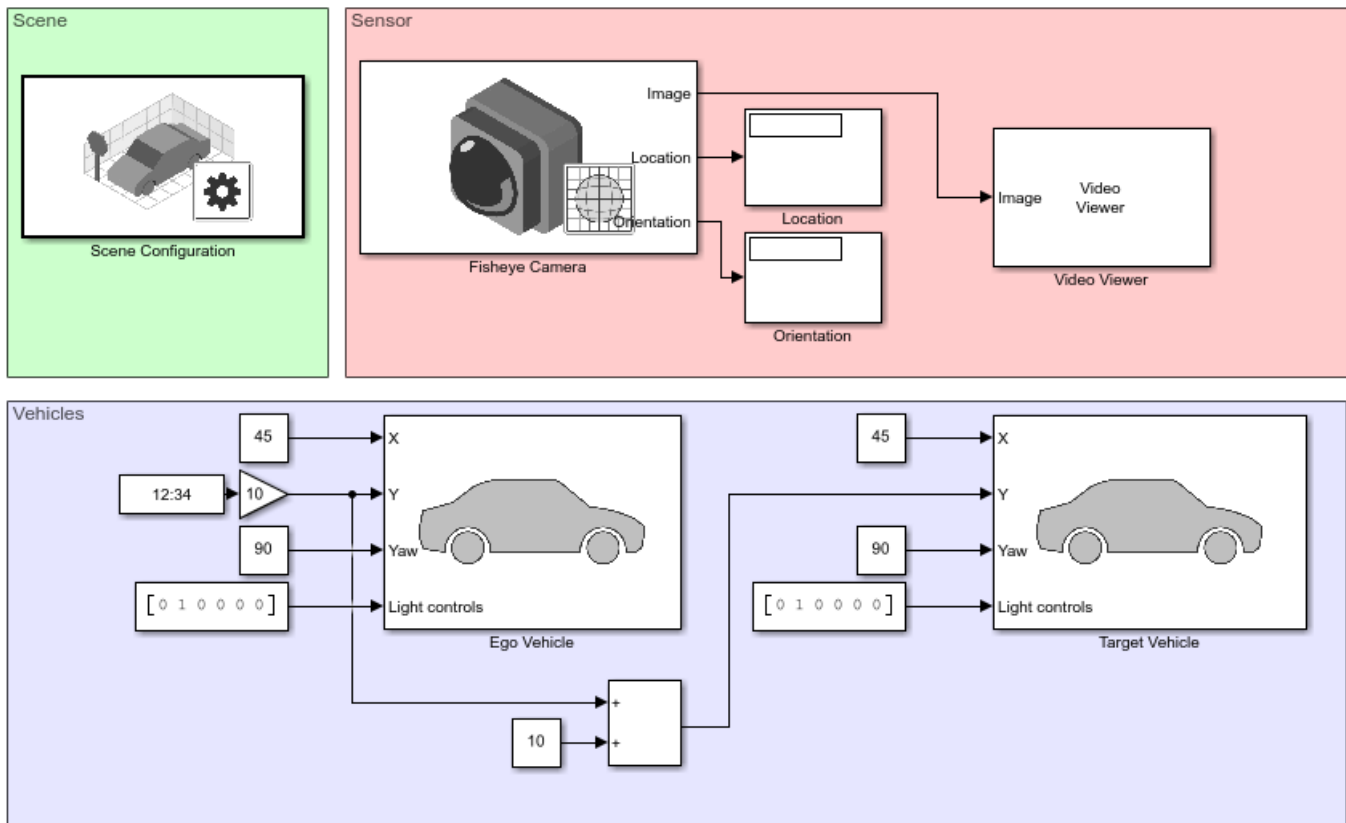 Scene
Scene Configuration
Sensor
Image
Location
Orientation
Fisheye Camera
Location
Orientation
Image
Video
Viewer
Video Viewer
Vehicles
45
X
12:34
10
Y
90
Yaw
[0 1 0 0 0 0]
Light controls
Ego Vehicle
45
X
Y
90
Yaw
[0 1 0 0 0 0]
Light controls
Target Vehicle
+
10
+